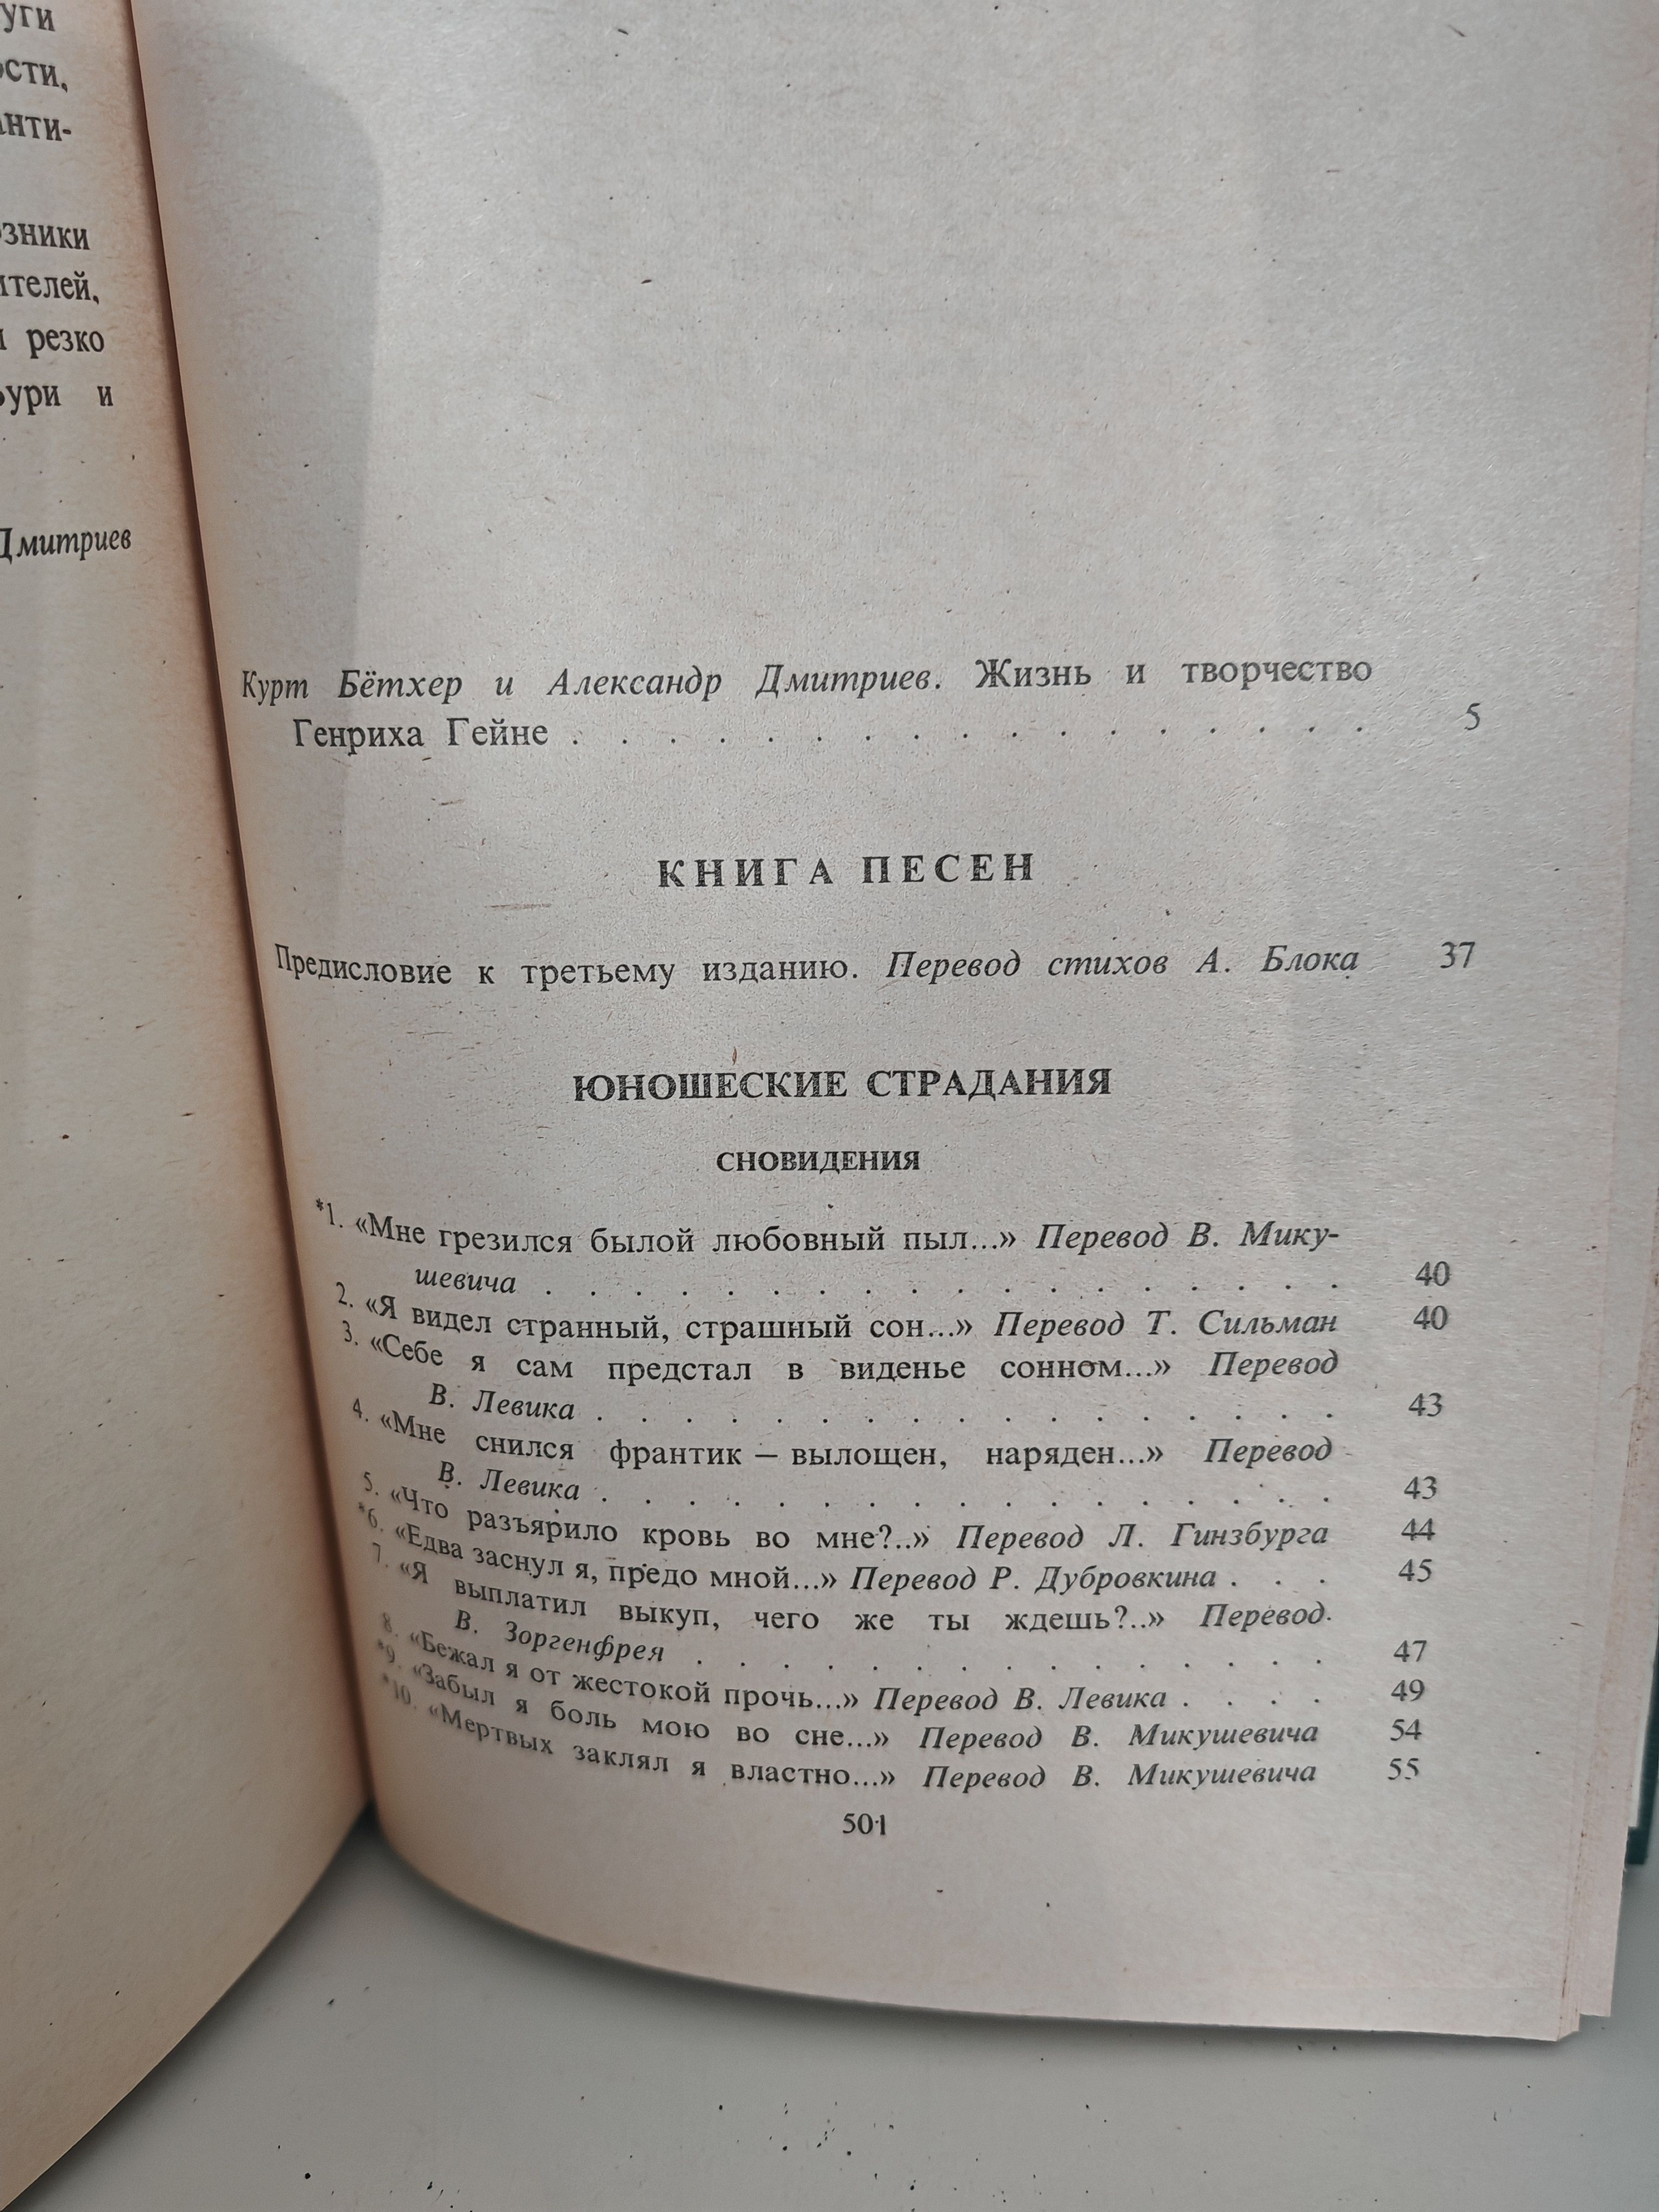 уги
ости,
анти-
ителей,
резко
и
Дмитриев
Курт Бётхер и Александр Дмитриев. Жизнь и творчество
Генриха Гейне . . . . . . . . . . . . . . . . . 5
КНИГА ПЕСЕН
Предисловие к третьему изданию. Перевод стихов А. Блока 37
ЮНОШЕСКИЕ СТРАДАНИЯ
СНОВИДЕНИЯ
*1. «Мне грезился былой любовный пыл...» Перевод В. Мику-
шевича . . . . . . . . . . . . . . . . . . 40
2. «Я видел странный, страшный сон...» Перевод Т. Сильман 40
3. «Себе я сам предстал в виденье сонном...» Перевод
В. Левика . . . . . . . . . . . . . . . . . 43
4. «Мне снился франтик — вылощен, наряден...» Перевод
В. Левика . . . . . . . . . . . . . . . . . 43
5. «Что разъярило кровь во мне?..» Перевод Л. Гинзбурга 44
*6. «Едва заснул я, предо мной...» Перевод Р. Дубровкина . . . 45
7. «Я выплатил выкуп, чего же ты ждешь?..» Перевод
В. Зоргенфрея . . . . . . . . . . . . . . . 47
8. «Бежал я от жестокой прочь...» Перевод В. Левика . . . . 49
*9. «Забыл я боль мою во сне...» Перевод В. Микушевича 54
*10. «Мертвых заклял я властно...» Перевод В. Микушевича 55
501